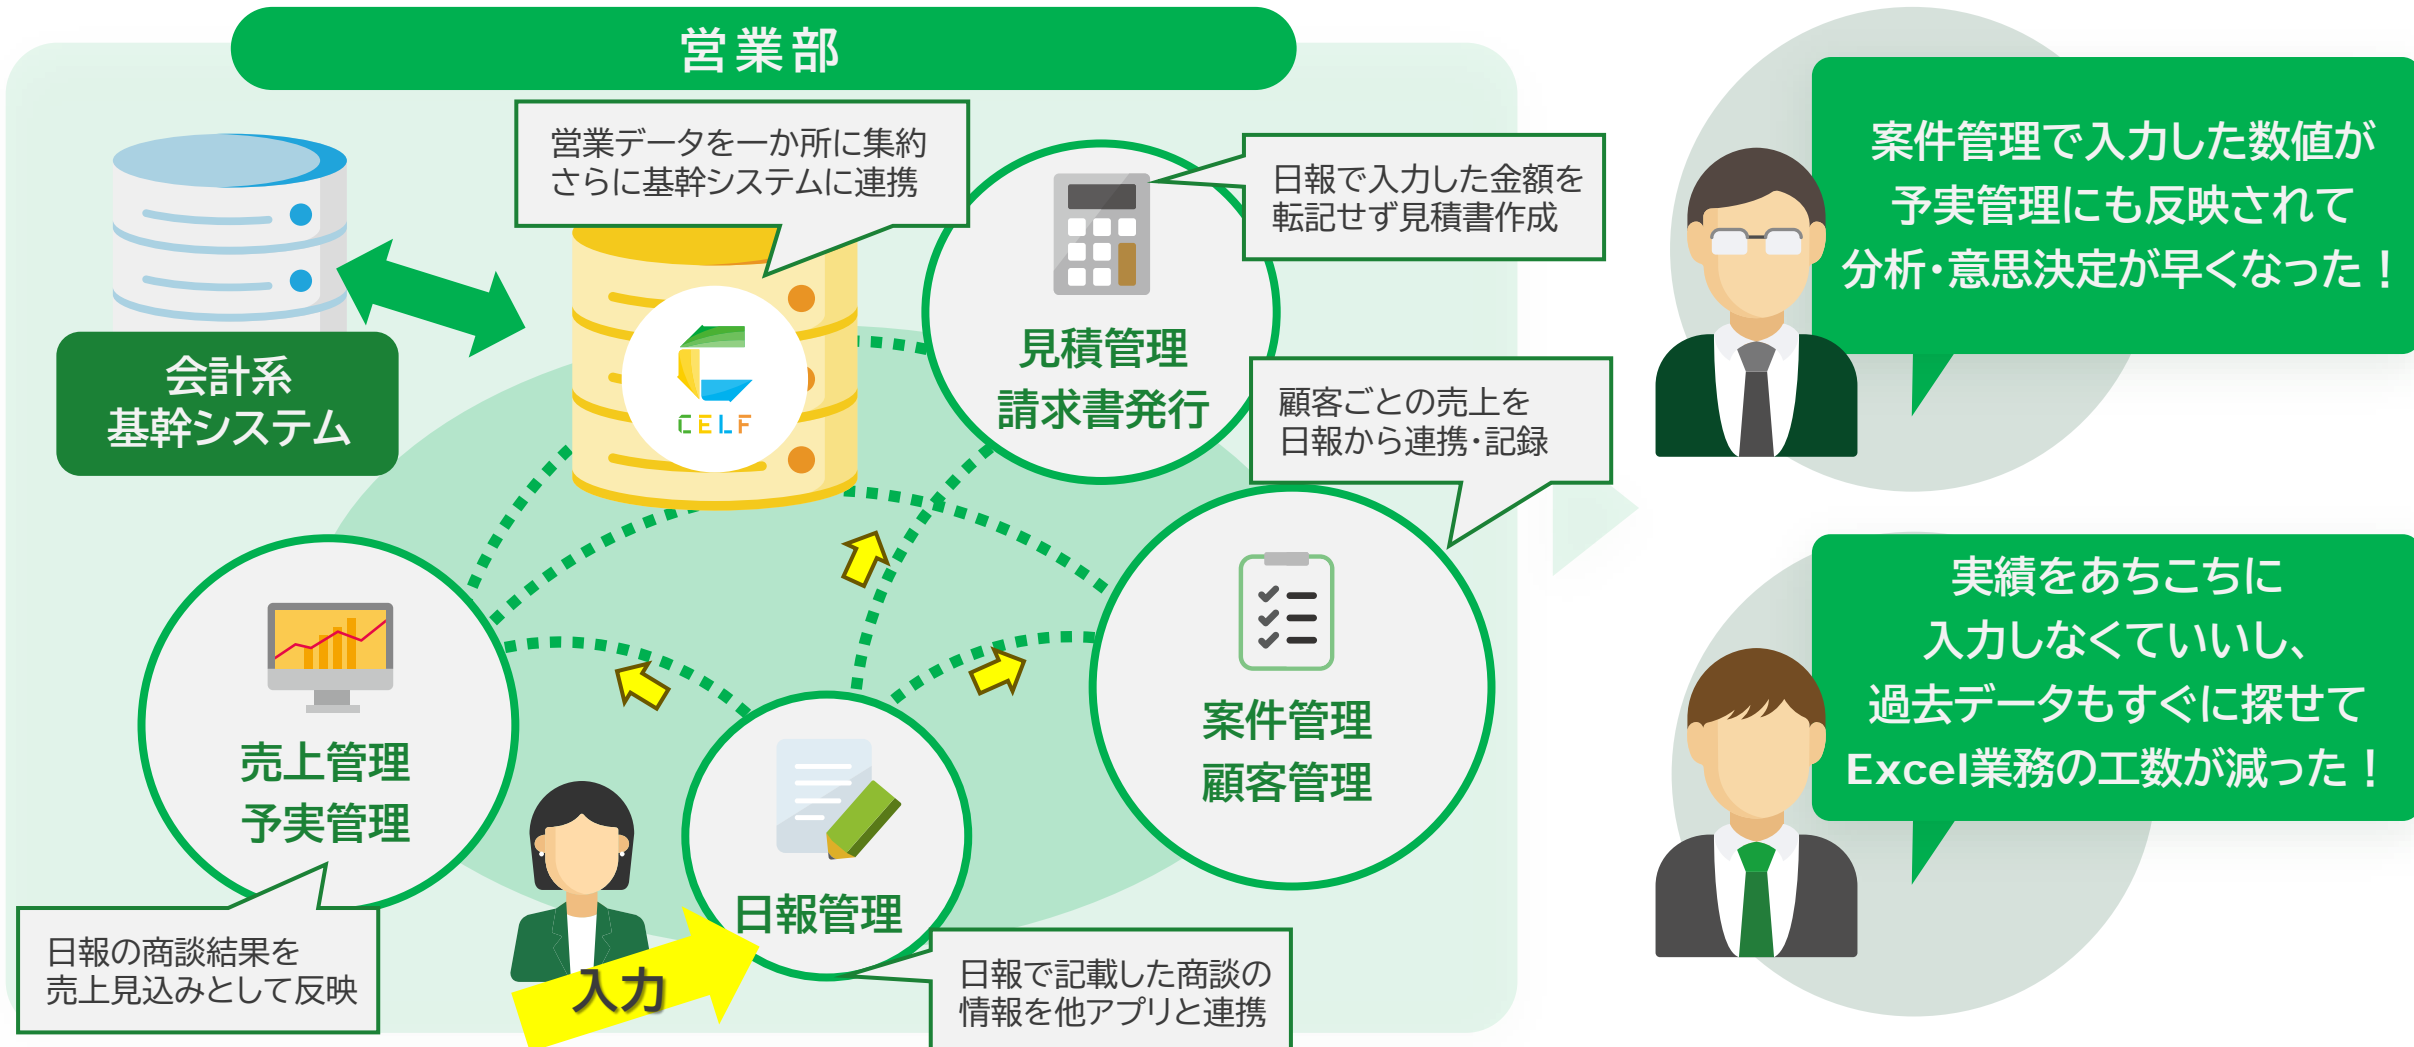 営業部
営業データを一か所に集約
さらに基幹システムに連携
日報で入力した金額を
転記せず見積書作成
会計系
基幹システム
CELF
見積管理
請求書発行
顧客ごとの売上を
日報から連携・記録
売上管理
予実管理
案件管理
顧客管理
日報管理
日報の商談結果を
売上見込みとして反映
入力
日報で記載した商談の
情報を他アプリと連携
案件管理で入力した数値が
予実管理にも反映されて
分析・意思決定が早くなった！
実績をあちこちに
入力しなくていいし、
過去データもすぐに探せて
Excel業務の工数が減った！